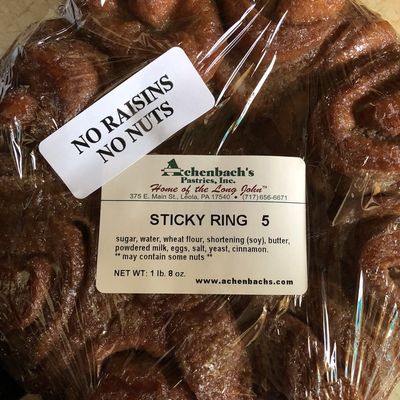 NO RAISINS
NO NUTS
Achenbach's
Pastries, Inc.
Home of the Long John™
375 E. Main St., Leola, PA 17540 • (717) 656-6671
STICKY RING 5
sugar, water, wheat flour, shortening (soy), butter,
powdered milk, eggs, salt, yeast, cinnamon.
** may contain some nuts **
NET WT: 1 lb. 8 oz.
www.achenbachs.com